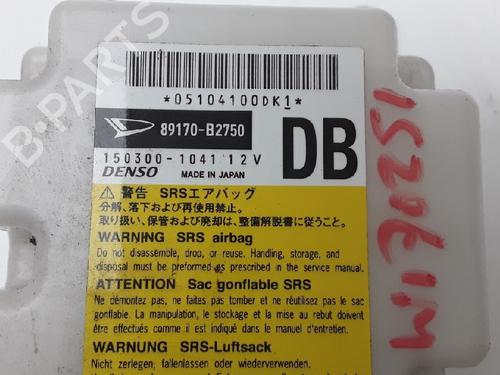 *05104100DK1*
89170-B2750
DB
150300-1041 12V
DENSO MADE IN JAPAN
警告 SRSエアバッグ
分解、落下および再使用禁止。
取り扱い、保管および廃却は、整備解説書に従うこと。
WARNING SRS airbag
Do not disassemble, drop, or reuse. Handling, storage, and
disposal must be preformed as prescribed in the service manual.
ATTENTION Sac gonflable SRS
Ne démontez pas, ne faites pas tomber et ne réutilisez pas le sac
gonflable. La manipulation, le stockage et la mise au rebut doivent
être effectués comme il est indiqué dans le manuel d'entretien.
WARNUNG SRS-Luftsack
Nicht zerlegen, fallenlassen oder wiederverwenden.
B-PARTS